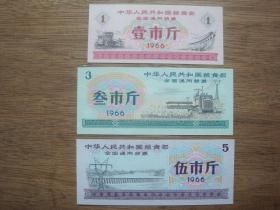 中华人民共和国粮食部
全国通用粮票
1
壹市斤
1966
中华人民共和国粮食部
全国通用粮票
3
叁市斤
1966
中华人民共和国粮食部
全国通用粮票
5
伍市斤
1966